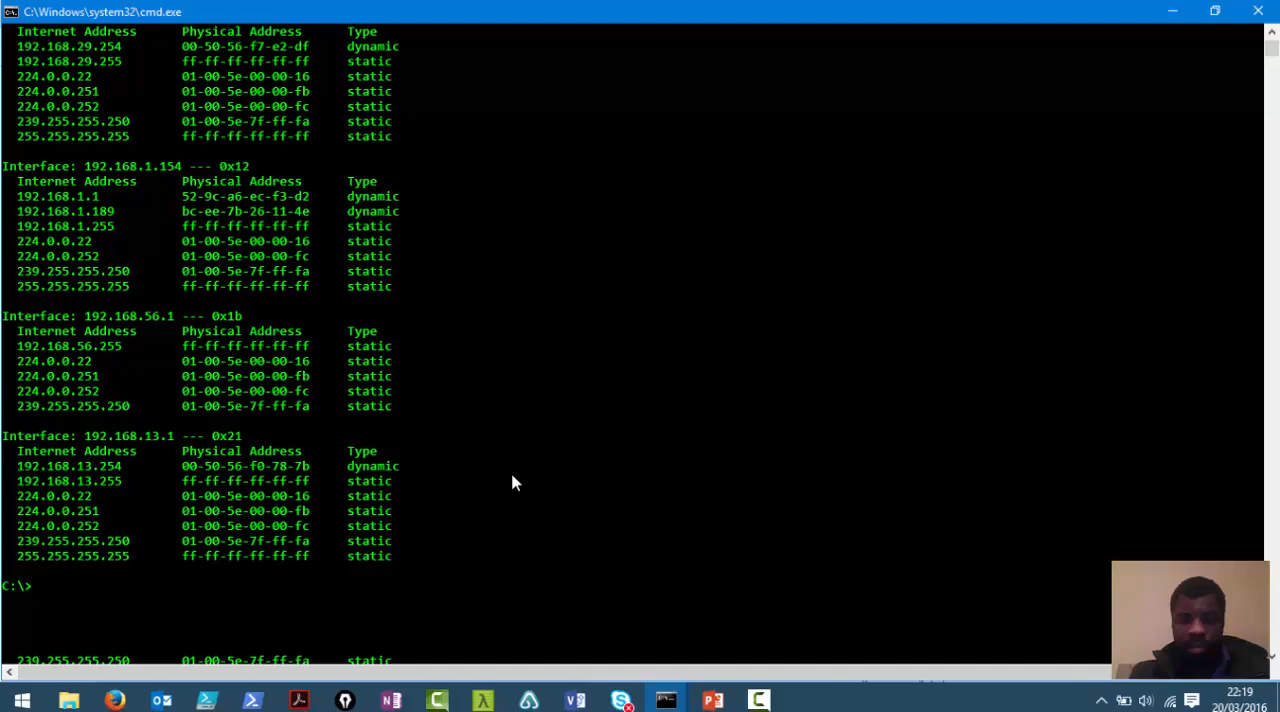 C:\Windows\system32\cmd.exe
Internet Address Physical Address Type
192.168.29.254 00-50-56-f7-e2-df dynamic
192.168.29.255 ff-ff-ff-ff-ff-ff static
224.0.0.22 01-00-5e-00-00-16 static
224.0.0.251 01-00-5e-00-00-fb static
224.0.0.252 01-00-5e-00-00-fc static
239.255.255.250 01-00-5e-7f-ff-fa static
255.255.255.255 ff-ff-ff-ff-ff-ff static
Interface: 192.168.1.154 --- 0x12
Internet Address Physical Address Type
192.168.1.1 52-9c-a6-ec-f3-d2 dynamic
192.168.1.189 bc-ee-7b-26-11-4e dynamic
192.168.1.255 ff-ff-ff-ff-ff-ff static
224.0.0.22 01-00-5e-00-00-16 static
224.0.0.252 01-00-5e-00-00-fc static
239.255.255.250 01-00-5e-7f-ff-fa static
255.255.255.255 ff-ff-ff-ff-ff-ff static
Interface: 192.168.56.1 --- 0x1b
Internet Address Physical Address Type
192.168.56.255 ff-ff-ff-ff-ff-ff static
224.0.0.22 01-00-5e-00-00-16 static
224.0.0.251 01-00-5e-00-00-fb static
224.0.0.252 01-00-5e-00-00-fc static
239.255.255.250 01-00-5e-7f-ff-fa static
Interface: 192.168.13.1 --- 0x21
Internet Address Physical Address Type
192.168.13.254 00-50-56-f0-78-7b dynamic
192.168.13.255 ff-ff-ff-ff-ff-ff static
224.0.0.22 01-00-5e-00-00-16 static
224.0.0.251 01-00-5e-00-00-fb static
224.0.0.252 01-00-5e-00-00-fc static
239.255.255.250 01-00-5e-7f-ff-fa static
255.255.255.255 ff-ff-ff-ff-ff-ff static
C:\>
239.255.255.250 01-00-5e-7f-ff-fa static
22:19
20/03/2016